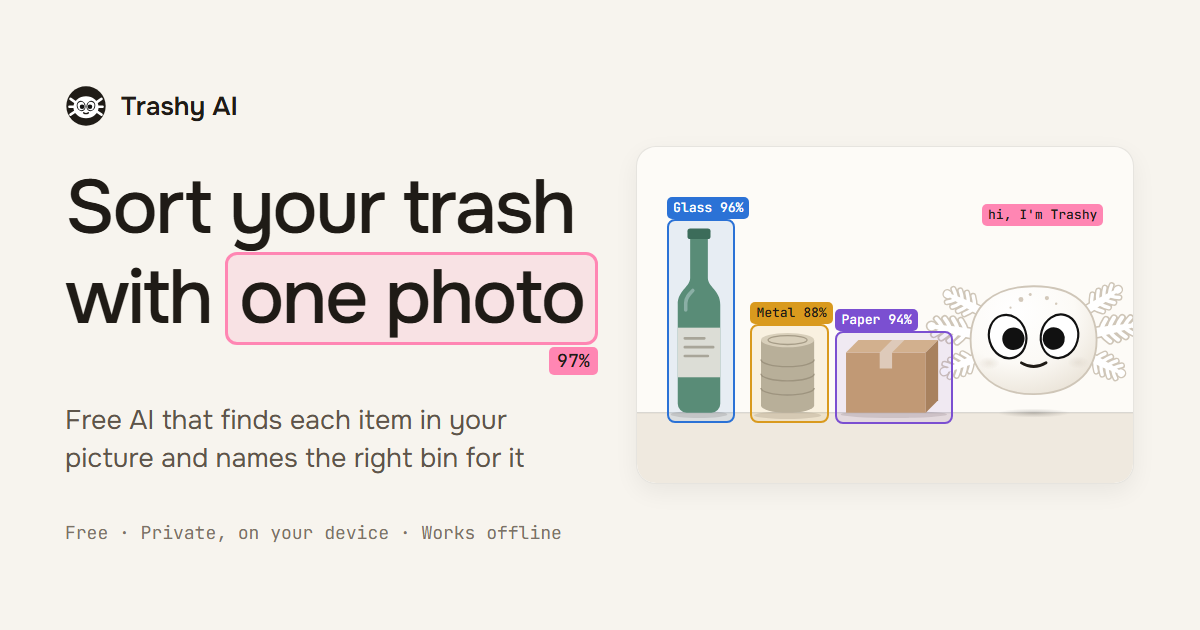 Trashy AI
Sort your trash
with one photo
97%
Free AI that finds each item in your
picture and names the right bin for it
Free · Private, on your device · Works offline
Glass 96%
Metal 88%
Paper 94%
hi, I'm Trashy